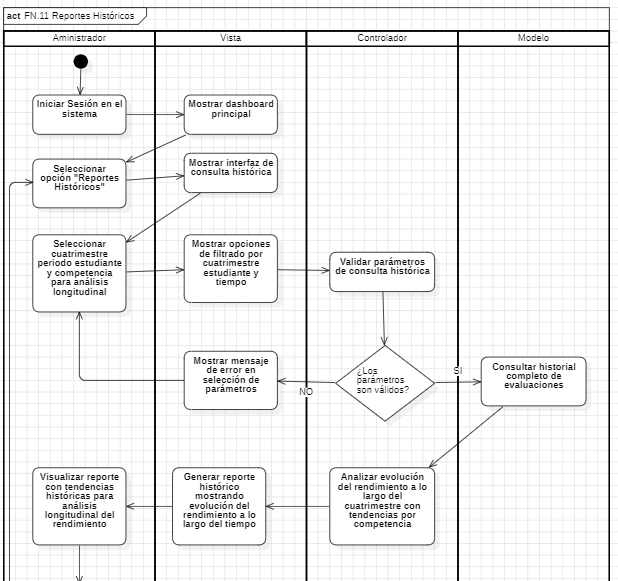 act FN.11 Reportes Históricos
Aministrador
Vista
Controlador
Modelo
Iniciar Sesión en el
sistema
Mostrar dashboard
principal
Seleccionar
opción "Reportes
Históricos"
Mostrar interfaz de
consulta histórica
Seleccionar
cuatrimestre
periodo estudiante
y competencia
para análisis
longitudinal
Mostrar opciones
de filtrado por
cuatrimestre
estudiante y
tiempo
Validar parámetros
de consulta histórica
Mostrar mensaje
de error en
selección de
parámetros
NO
¿Los
parámetros
son válidos?
SI
Consultar historial
completo de
evaluaciones
Visualizar reporte
con tendencias
históricas para
análisis
longitudinal del
rendimiento
Generar reporte
histórico
mostrando
evolución del
rendimiento a lo
largo del tiempo
Analizar evolución
del rendimiento a lo
largo del
cuatrimestre con
tendencias por
competencia